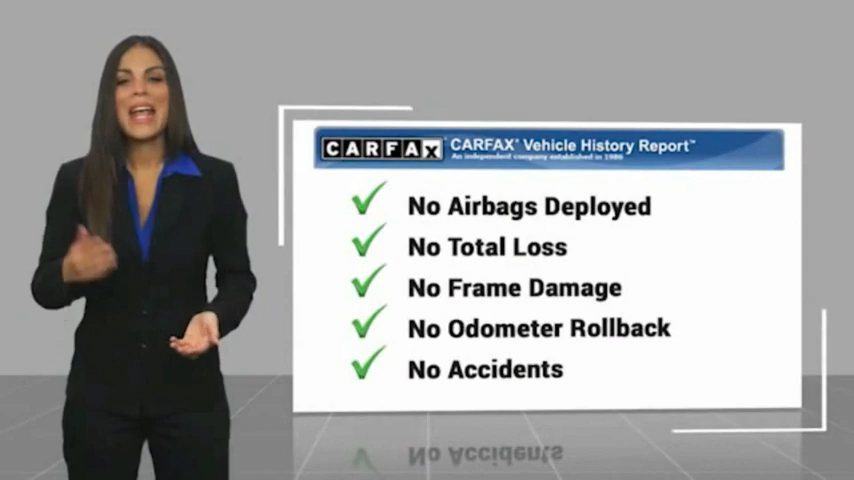 CARFAX CARFAX® Vehicle History Report™
An independent company established in 1986
No Airbags Deployed
No Total Loss
No Frame Damage
No Odometer Rollback
No Accidents
No Accidents